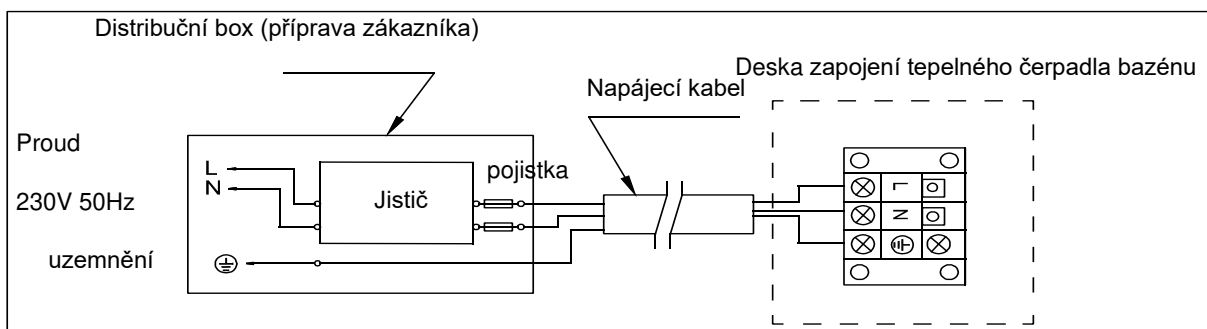 Distribuční box (příprava zákazníka)
Deska zapojení tepelného čerpadla bazénu
Napájecí kabel
Proud
230V 50Hz
uzemnění
L
N
Jistič
pojistka
L
N